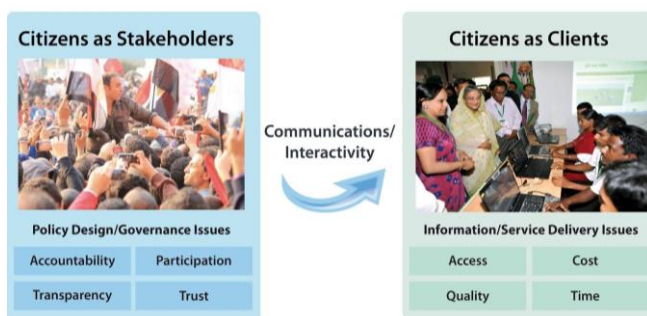 Citizens as Stakeholders
Policy Design/Governance Issues
Accountability
Participation
Transparency
Trust
Communications/
Interactivity
Citizens as Clients
Information/Service Delivery Issues
Access
Cost
Quality
Time